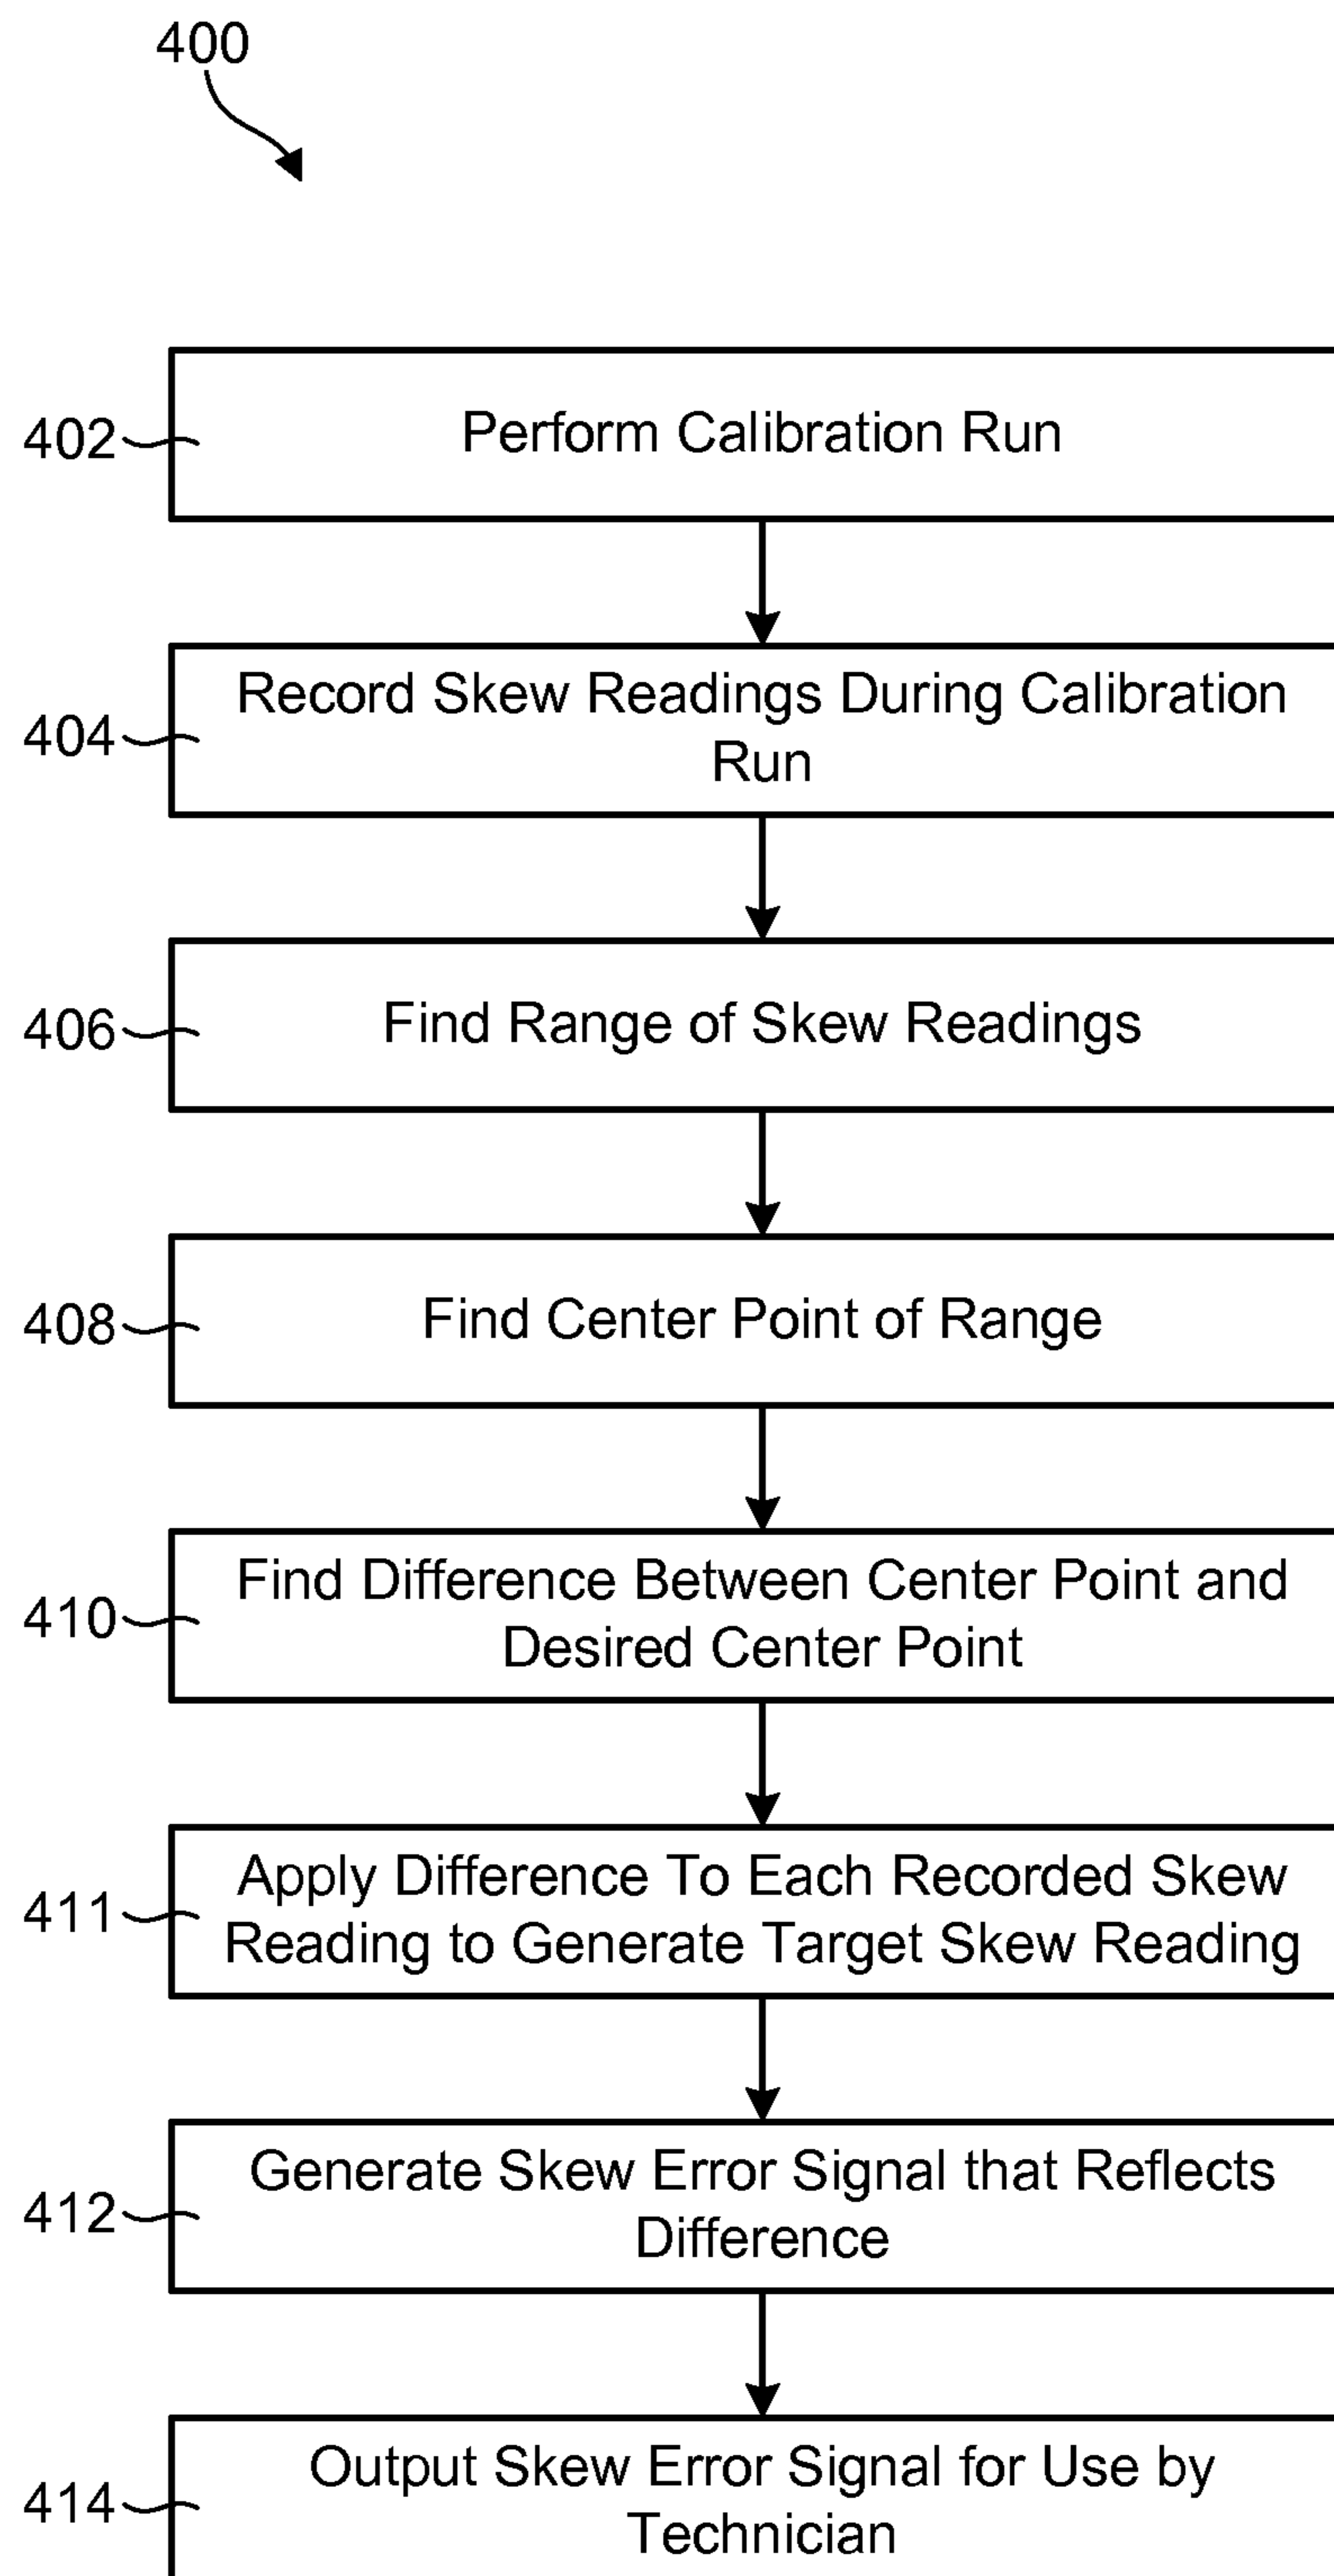 400
402
Perform Calibration Run
404
Record Skew Readings During Calibration
Run
406
Find Range of Skew Readings
408
Find Center Point of Range
410
Find Difference Between Center Point and
Desired Center Point
411
Apply Difference To Each Recorded Skew
Reading to Generate Target Skew Reading
412
Generate Skew Error Signal that Reflects
Difference
414
Output Skew Error Signal for Use by
Technician